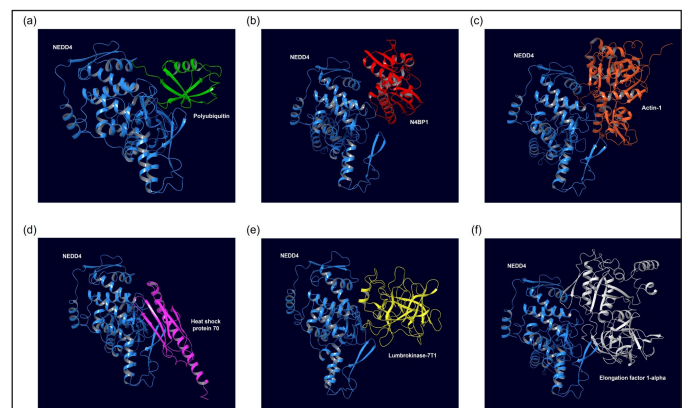 (a)
NEDD4
Polyubiquitin
(b)
NEDD4
N4BP1
(c)
NEDD4
Actin-1
(d)
NEDD4
Heat shock
protein 70
(e)
NEDD4
Lumbrokinase-7T1
(f)
NEDD4
Elongation factor 1-alpha